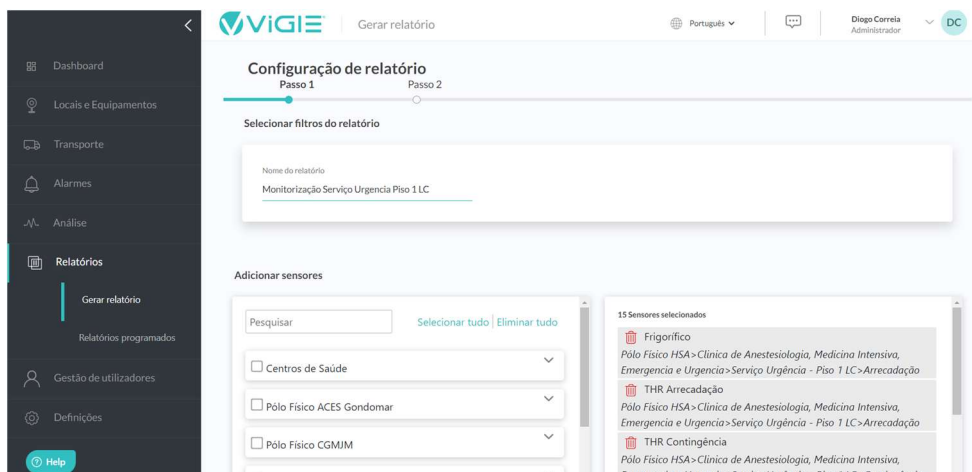 ViGIE
Gerar relatório
Português
Diogo Correia
Administrador
DC
Dashboard
Locais e Equipamentos
Transporte
Alarmes
Análise
Relatórios
Gerar relatório
Relatórios programados
Gestão de utilizadores
Definições
Help
Configuração de relatório
Passo 1
Passo 2
Selecionar filtros do relatório
Nome do relatório
Monitorização Serviço Urgencia Piso 1 LC
Adicionar sensores
Pesquisar
Selecionar tudo | Eliminar tudo
Centros de Saúde
Pólo Físico ACES Gondomar
Pólo Físico CGMJM
15 Sensores selecionados
Frigorífico
Pólo Físico HSA>Clinica de Anestesiologia, Medicina Intensiva,
Emergencia e Urgencia>Serviço Urgência - Piso 1 LC>Arrecadação
THR Arrecadação
Pólo Físico HSA>Clinica de Anestesiologia, Medicina Intensiva,
Emergencia e Urgencia>Serviço Urgência - Piso 1 LC>Arrecadação
THR Contingência
Pólo Físico HSA>Clinica de Anestesiologia, Medicina Intensiva,